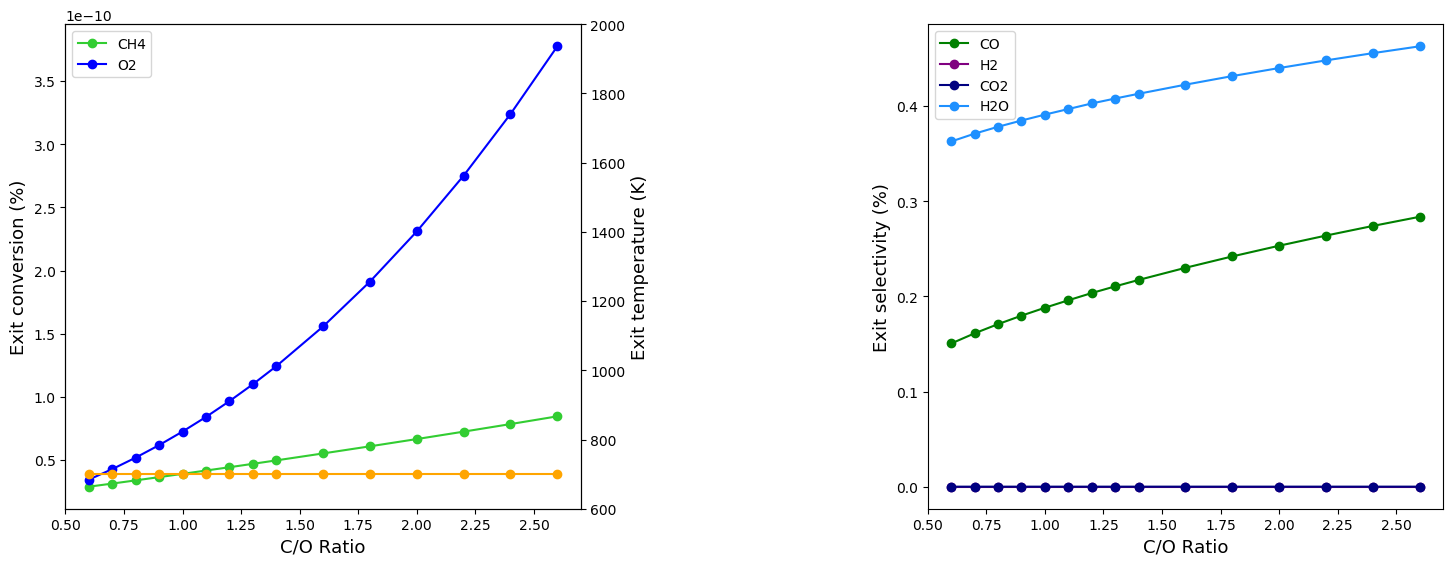 1e−10
CH4
O2
3.5
3.0
2.5
2.0
1.5
1.0
0.5
Exit conversion (%)
0.50 0.75 1.00 1.25 1.50 1.75 2.00 2.25 2.50
C/O Ratio
2000
1800
1600
1400
1200
1000
800
600
Exit temperature (K)
CO
H2
CO2
H2O
0.4
0.3
0.2
0.1
0.0
Exit selectivity (%)
0.50 0.75 1.00 1.25 1.50 1.75 2.00 2.25 2.50
C/O Ratio